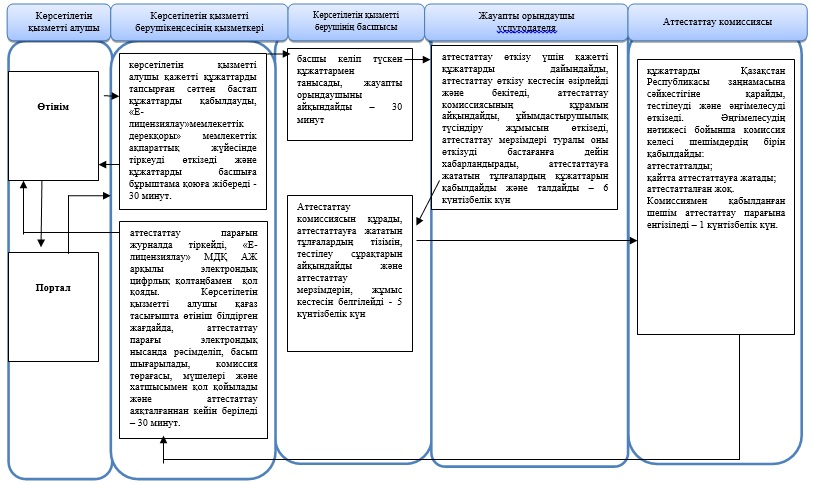 Көрсетілетін
қызметті алушы
Көрсетілетін қызметті
берушікеңсесінің қызметкері
Көрсетілетін қызметті
берушінің басшысы
Жауапты орындаушы
услугодателя
Аттестаттау комиссиясы
Өтінім
Портал
көрсетілетін қызметті
алушы қажетті құжаттарды
тапсырған сәттен бастап
құжаттарды қабылдауды,
«Е-
лицензиялау»мемлекеттік
дерекқоры» мемлекеттік
ақпараттық жүйесінде
тіркеуді өткізеді және
құжаттарды басшыға
бұрыштама қоюға жібереді -
30 минут.
аттестаттау парағын
журналда тіркейді, «Е-
лицензиялау» МДҚ АЖ
арқылы электрондық
цифрлық қолтаңбамен қол
қояды. Көрсетілетін
қызметті алушы қағаз
тасығышта өтініш білдірген
жағдайда, аттестаттау
парағы электрондық
нысанда рәсімделіп, басып
шығарылады, комиссия
төрағасы, мүшелері және
хатшысымен қол қойылады
және аттестаттау
аяқталғаннан кейін беріледі
– 30 минут.
басшы келіп түскен
құжаттармен
танысады, жауапты
орындаушыны
айқындайды – 30
минут
Аттестаттау
комиссиясын құрады,
аттестаттауға жататын
тұлғалардың тізімін,
тестілеу сұрақтарын
айқындайды және
аттестаттау
мерзімдерін, жұмыс
кестесін белгілейді - 5
күнтізбелік күн
аттестаттау өткізу үшін қажетті
құжаттарды дайындайды,
аттестаттау өткізу кестесін әзірлейді
және бекітеді, аттестаттау
комиссиясының құрамын
айқындайды, ұйымдастырушылық
түсіндіру жұмысын өткізеді,
аттестаттау мерзімдері туралы оны
өткізуді бастағанға дейін
хабарландырады, аттестаттауға
жататын тұлғалардың құжаттарын
қабылдайды және талдайды – 6
күнтізбелік күн
құжаттарды Қазақстан
Республикасы заңнамасына
сәйкестігіне қарайды,
тестілеуді және әңгімелесуді
өткізеді. Әңгімелесудің
нәтижесі бойынша комиссия
келесі шешімдердің бірін
қабылдайды:
аттестатталды;
қайтта аттестаттауға жатады;
аттестатталған жоқ.
Комиссиямен қабылданған
шешім аттестаттау парағына
енгізіледі – 1 күнтізбелік күн.